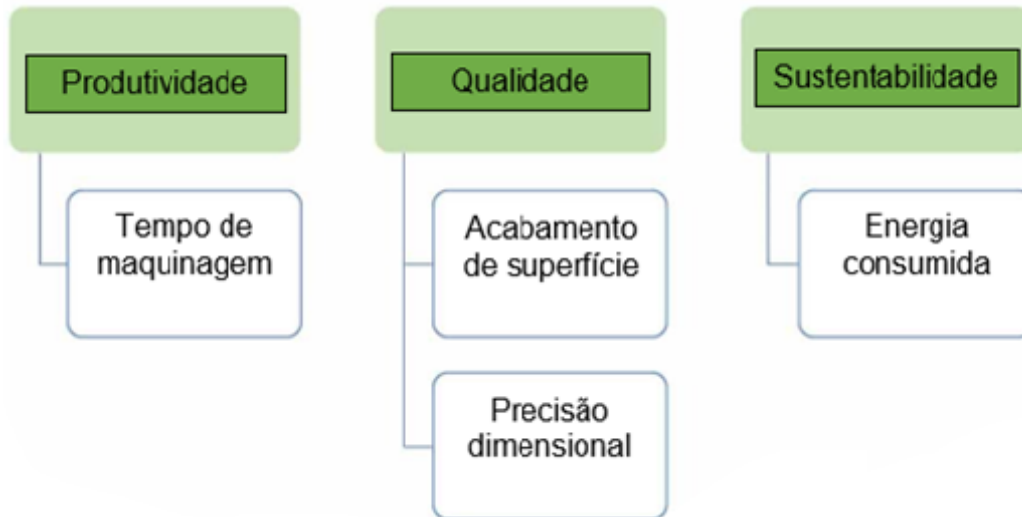 Produtividade
Tempo de
maquinagem
Qualidade
Acabamento
de superfície
Precisão
dimensional
Sustentabilidade
Energia
consumida